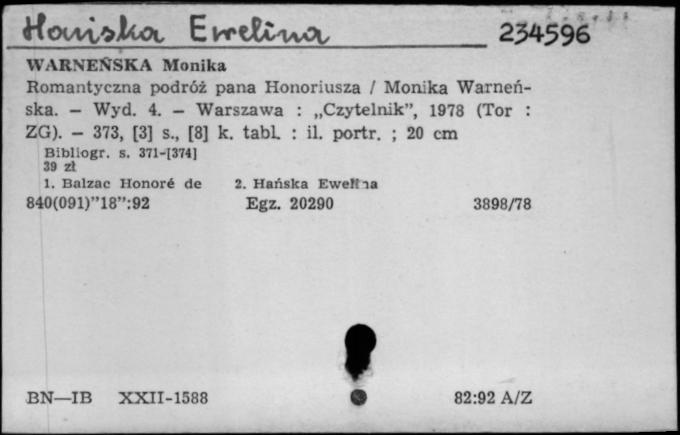 Hańska Ewelina
234596
WARNEŃSKA Monika
Romantyczna podróż pana Honoriusza / Monika Warneń-
ska. — Wyd. 4. — Warszawa : „Czytelnik”, 1978 (Tor :
ZG). — 373, [3] s., [8] k. tabl. : il. portr. ; 20 cm
Bibliogr. s. 371-[374]
39 zł
1. Balzac Honoré de 2. Hańska Ewelina
840(091)”18”:92 Egz. 20290 3898/78
BN—IB XXII-1588 82:92 A/Z